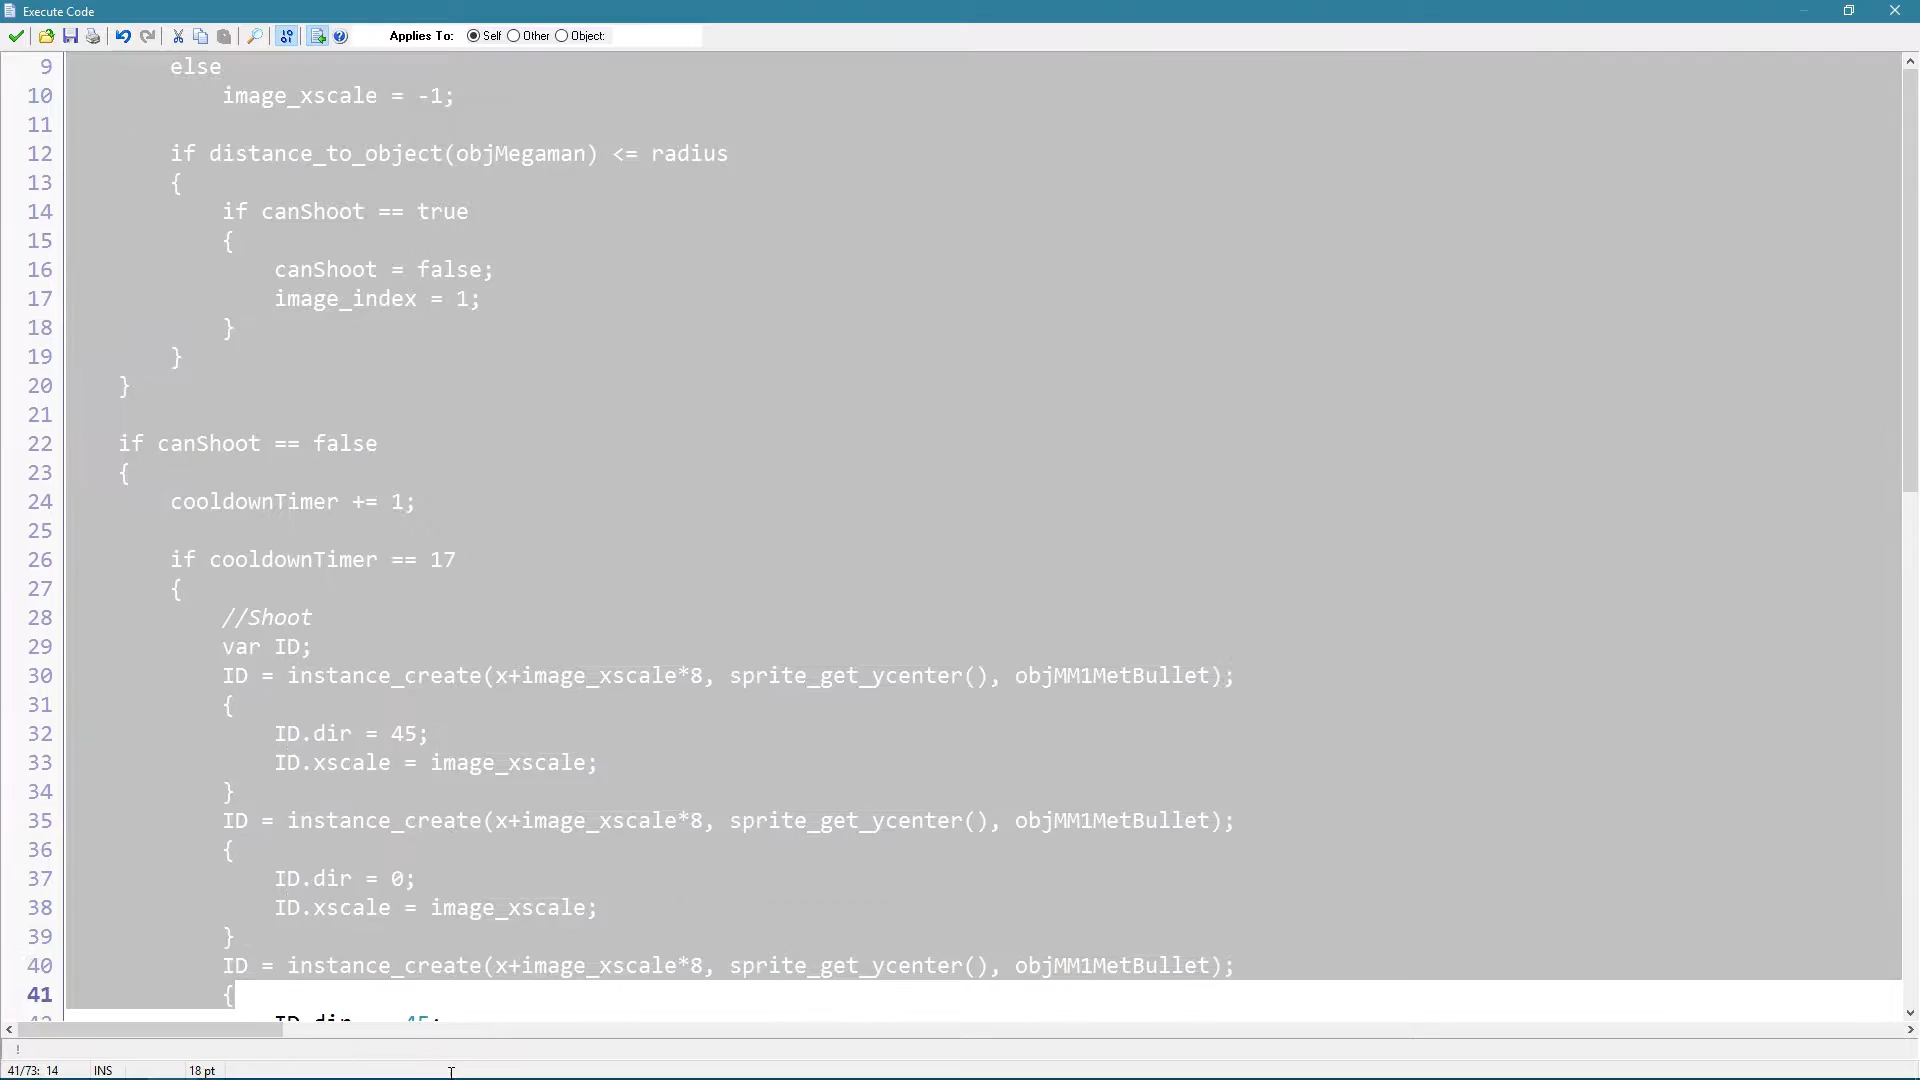 Execute Code
Applies To: Self Other Object:
9 else
10 image_xscale = -1;
11
12 if distance_to_object(objMegaman) <= radius
13 {
14 if canShoot == true
15 {
16 canShoot = false;
17 image_index = 1;
18 }
19 }
20 }
21
22 if canShoot == false
23 {
24 cooldownTimer += 1;
25
26 if cooldownTimer == 17
27 {
28 //Shoot
29 var ID;
30 ID = instance_create(x+image_xscale*8, sprite_get_ycenter(), objMM1MetBullet);
31 {
32 ID.dir = 45;
33 ID.xscale = image_xscale;
34 }
35 ID = instance_create(x+image_xscale*8, sprite_get_ycenter(), objMM1MetBullet);
36 {
37 ID.dir = 0;
38 ID.xscale = image_xscale;
39 }
40 ID = instance_create(x+image_xscale*8, sprite_get_ycenter(), objMM1MetBullet);
41 {
!
41/73: 14 INS 18 pt